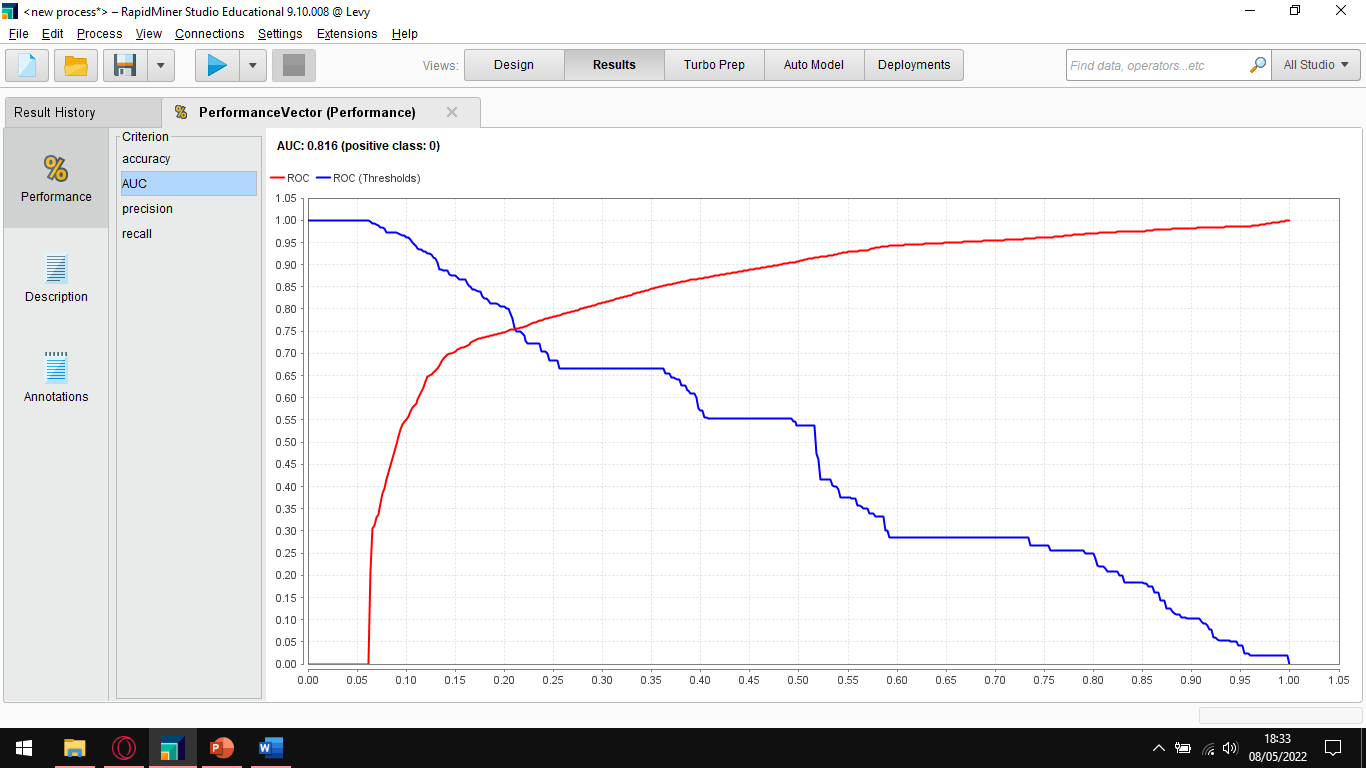 <new process*> – RapidMiner Studio Educational 9.10.008 @ Levy
File Edit Process View Connections Settings Extensions Help
Views: Design Results Turbo Prep Auto Model Deployments Find data, operators...etc All Studio
Result History % PerformanceVector (Performance)
%
Performance
Description
Annotations
Criterion
accuracy
AUC
precision
recall
AUC: 0.816 (positive class: 0)
ROC ROC (Thresholds)
1.05
1.00
0.95
0.90
0.85
0.80
0.75
0.70
0.65
0.60
0.55
0.50
0.45
0.40
0.35
0.30
0.25
0.20
0.15
0.10
0.05
0.00
0.00 0.05 0.10 0.15 0.20 0.25 0.30 0.35 0.40 0.45 0.50 0.55 0.60 0.65 0.70 0.75 0.80 0.85 0.90 0.95 1.00 1.05
P W
18:33
08/05/2022